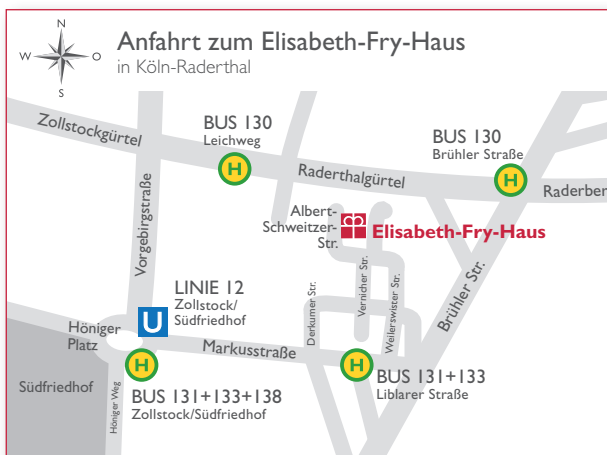 N
W O
S
Anfahrt zum Elisabeth-Fry-Haus
in Köln-Raderthal
Zollstockgürtel
BUS 130
Leichweg
H
BUS 130
Brühler Straße
H
Raderthalgürtel
Raderber
Vorgebirgstraße
Albert-
Schweitzer-
Str.
Elisabeth-Fry-Haus
Vernicher Str.
Weilerswister Str.
Derkumer Str.
Brühler Str.
LINIE 12
Zollstock/
Südfriedhof
U
Höniger
Platz
Markusstraße
H
H
BUS 131+133
Liblarer Straße
Südfriedhof
Höniger Weg
BUS 131+133+138
Zollstock/Südfriedhof